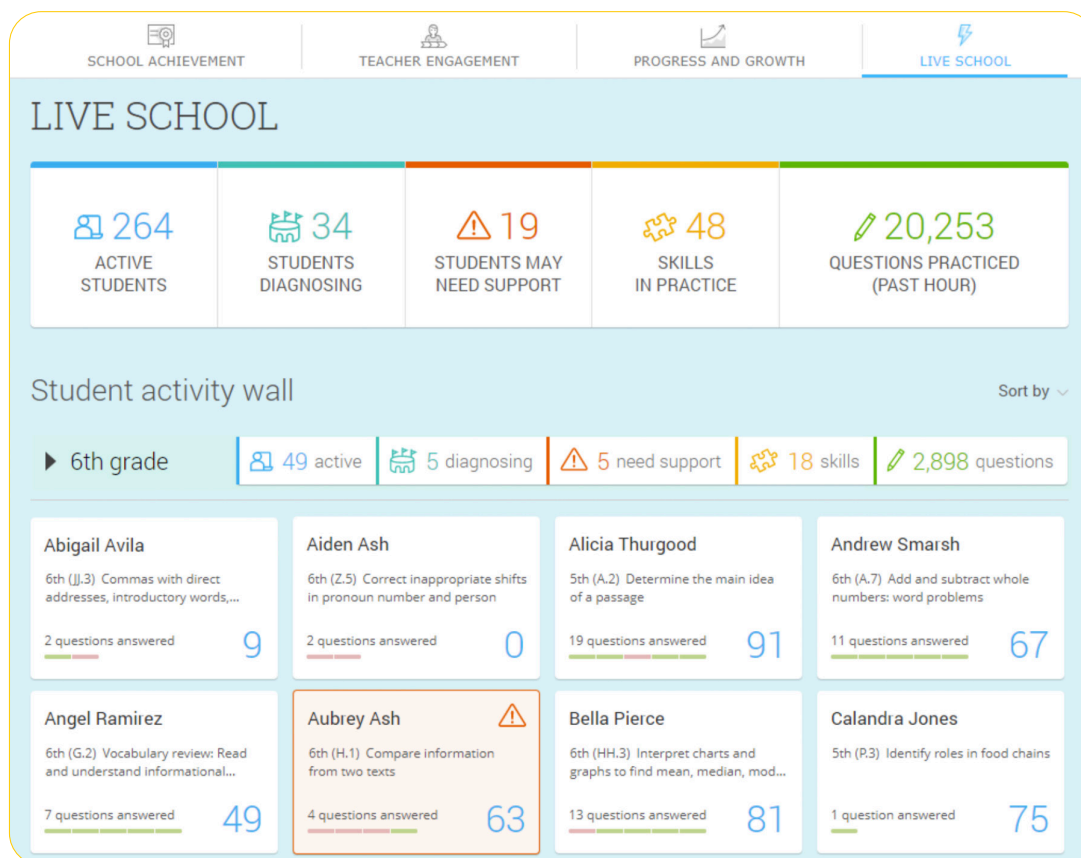 SCHOOL ACHIEVEMENT
TEACHER ENGAGEMENT
PROGRESS AND GROWTH
LIVE SCHOOL
LIVE SCHOOL
264
ACTIVE
STUDENTS
34
STUDENTS
DIAGNOSING
19
STUDENTS MAY
NEED SUPPORT
48
SKILLS
IN PRACTICE
20,253
QUESTIONS PRACTICED
(PAST HOUR)
Student activity wall
Sort by
6th grade
49 active
5 diagnosing
5 need support
18 skills
2,898 questions
Abigail Avila
6th (JJ.3) Commas with direct
addresses, introductory words,...
2 questions answered
9
Aiden Ash
6th (Z.5) Correct inappropriate shifts
in pronoun number and person
2 questions answered
0
Alicia Thurgood
5th (A.2) Determine the main idea
of a passage
19 questions answered
91
Andrew Smarsh
6th (A.7) Add and subtract whole
numbers: word problems
11 questions answered
67
Angel Ramirez
6th (G.2) Vocabulary review: Read
and understand informational...
7 questions answered
49
Aubrey Ash
6th (H.1) Compare information
from two texts
4 questions answered
63
Bella Pierce
6th (HH.3) Interpret charts and
graphs to find mean, median, mod...
13 questions answered
81
Calandra Jones
5th (P.3) Identify roles in food chains
1 question answered
75